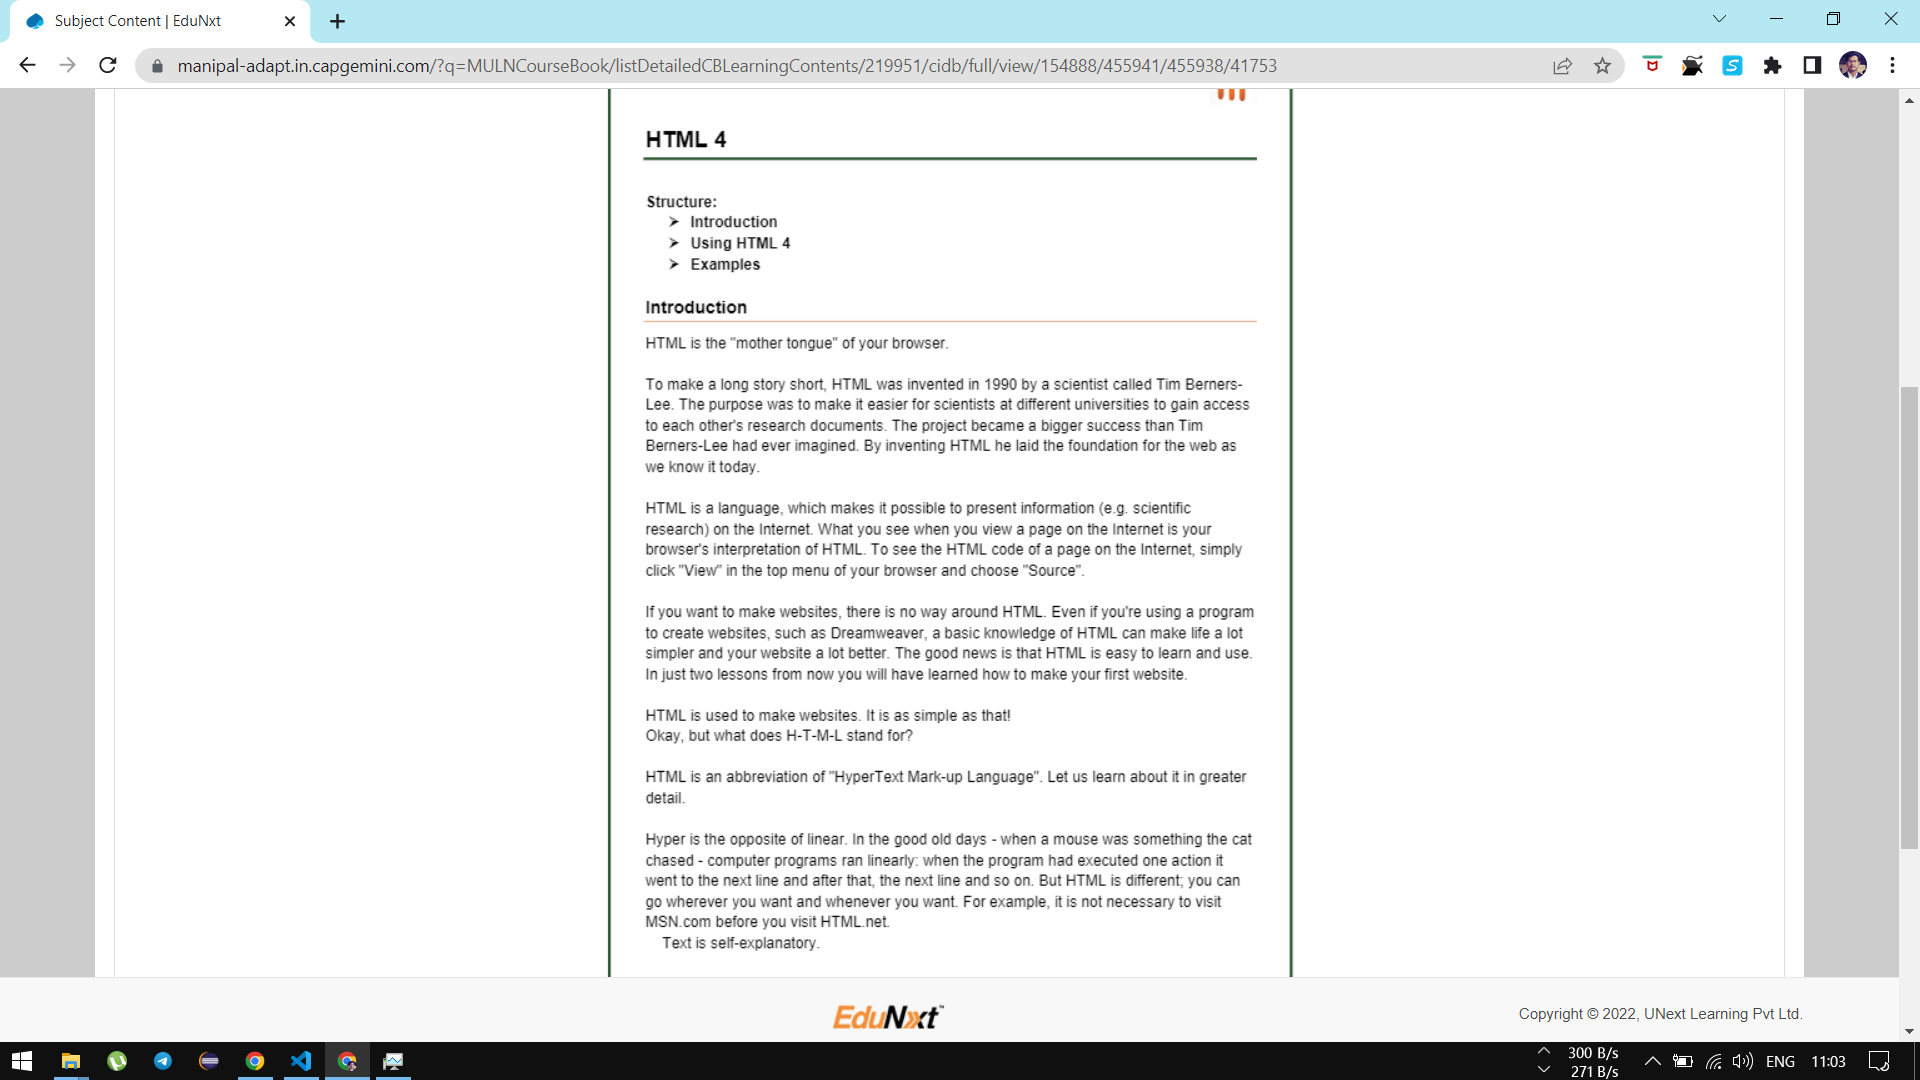 Subject Content | EduNxt
manipal-adapt.in.capgemini.com/?q=MULNCourseBook/listDetailedCBLearningContents/219951/cidb/full/view/154888/455941/455938/41753
HTML 4
Structure:
➤ Introduction
➤ Using HTML 4
➤ Examples
Introduction
HTML is the "mother tongue" of your browser.
To make a long story short, HTML was invented in 1990 by a scientist called Tim Berners-
Lee. The purpose was to make it easier for scientists at different universities to gain access
to each other's research documents. The project became a bigger success than Tim
Berners-Lee had ever imagined. By inventing HTML he laid the foundation for the web as
we know it today.
HTML is a language, which makes it possible to present information (e.g. scientific
research) on the Internet. What you see when you view a page on the Internet is your
browser's interpretation of HTML. To see the HTML code of a page on the Internet, simply
click "View" in the top menu of your browser and choose "Source".
If you want to make websites, there is no way around HTML. Even if you're using a program
to create websites, such as Dreamweaver, a basic knowledge of HTML can make life a lot
simpler and your website a lot better. The good news is that HTML is easy to learn and use.
In just two lessons from now you will have learned how to make your first website.
HTML is used to make websites. It is as simple as that!
Okay, but what does H-T-M-L stand for?
HTML is an abbreviation of "HyperText Mark-up Language". Let us learn about it in greater
detail.
Hyper is the opposite of linear. In the good old days - when a mouse was something the cat
chased - computer programs ran linearly: when the program had executed one action it
went to the next line and after that, the next line and so on. But HTML is different; you can
go wherever you want and whenever you want. For example, it is not necessary to visit
MSN.com before you visit HTML.net.
Text is self-explanatory.
EduNxt™
Copyright © 2022, UNext Learning Pvt Ltd.
300 B/s
271 B/s
ENG
11:03